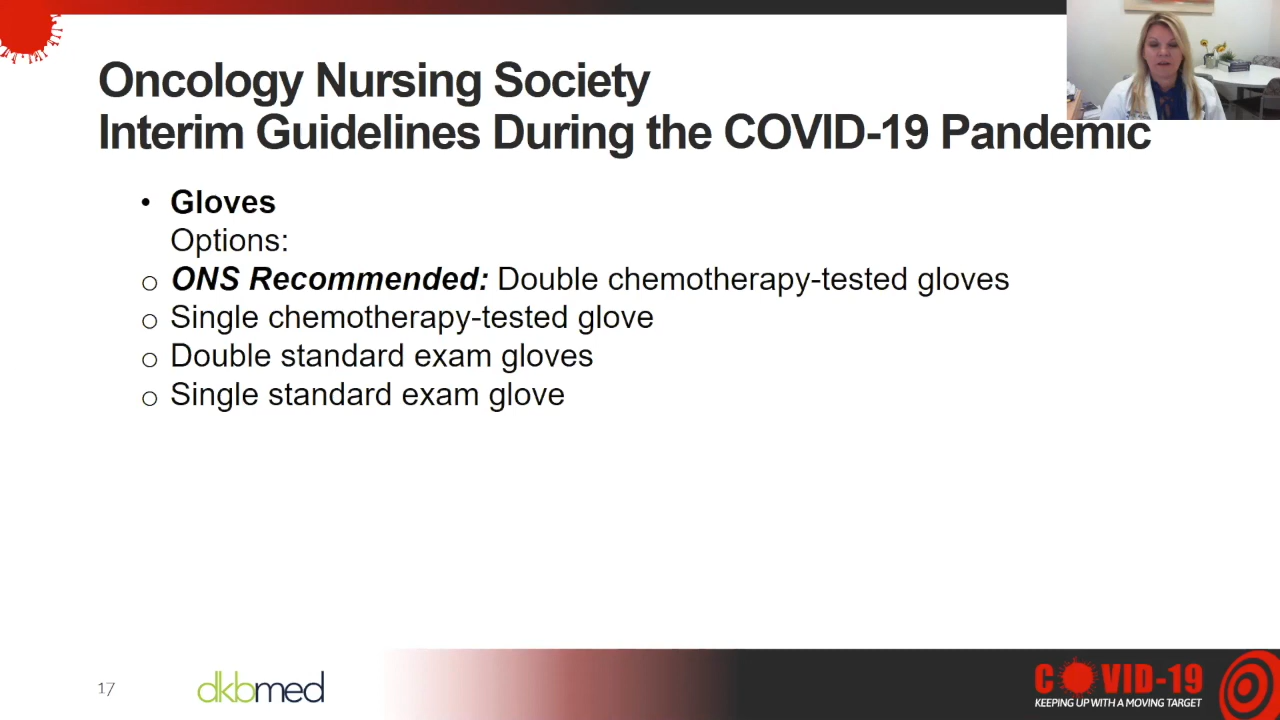 Oncology Nursing Society
Interim Guidelines During the COVID-19 Pandemic
• Gloves
Options:
o ONS Recommended: Double chemotherapy-tested gloves
o Single chemotherapy-tested glove
o Double standard exam gloves
o Single standard exam glove
17
dkbmed
COVID-19
KEEPING UP WITH A MOVING TARGET